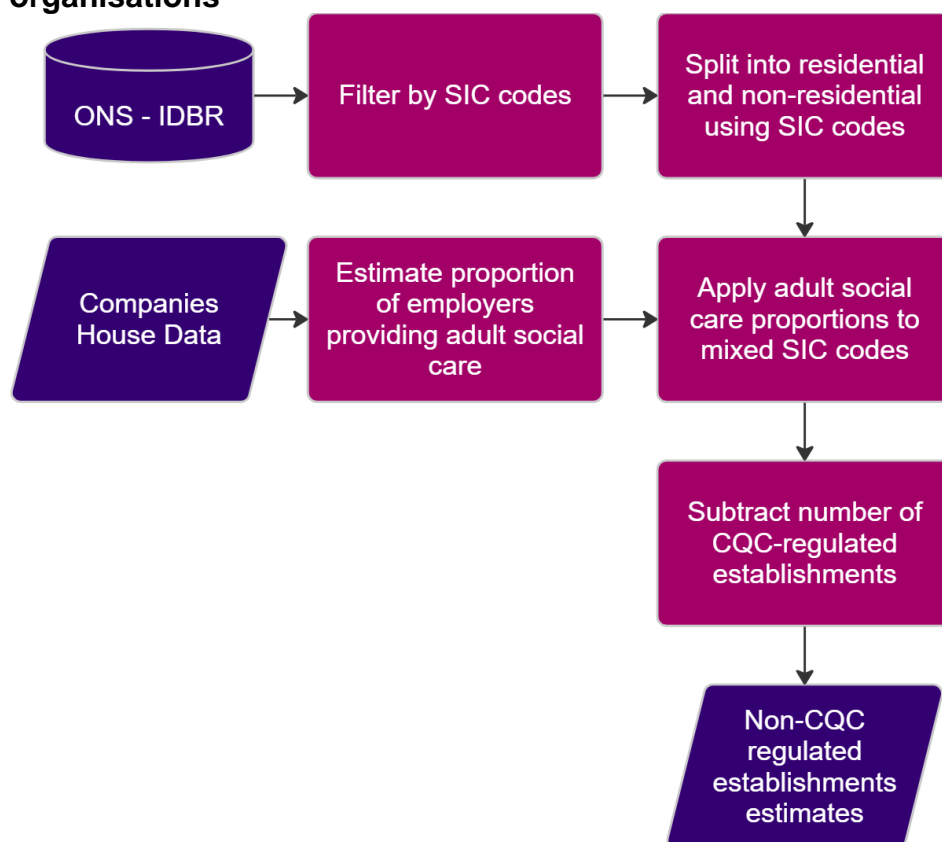 organisations
ONS - IDBR
Filter by SIC codes
Split into residential
and non-residential
using SIC codes
Companies
House Data
Estimate proportion
of employers
providing adult social
care
Apply adult social
care proportions to
mixed SIC codes
Subtract number of
CQC-regulated
establishments
Non-CQC
regulated
establishments
estimates